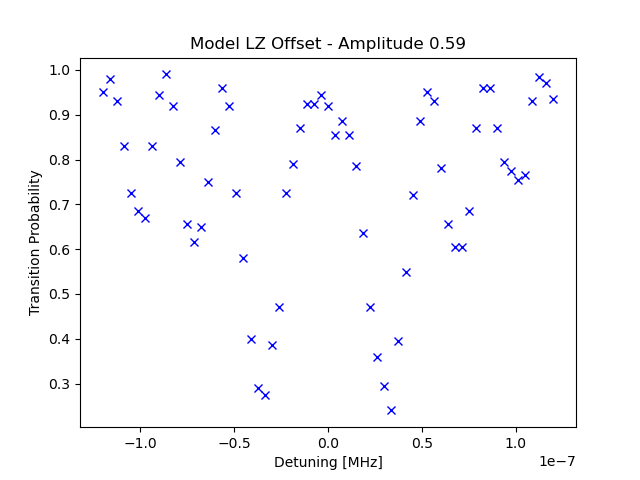 Model LZ Offset - Amplitude 0.59
Transition Probability
1.0
0.9
0.8
0.7
0.6
0.5
0.4
0.3
−1.0 −0.5 0.0 0.5 1.0
1e−7
Detuning [MHz]